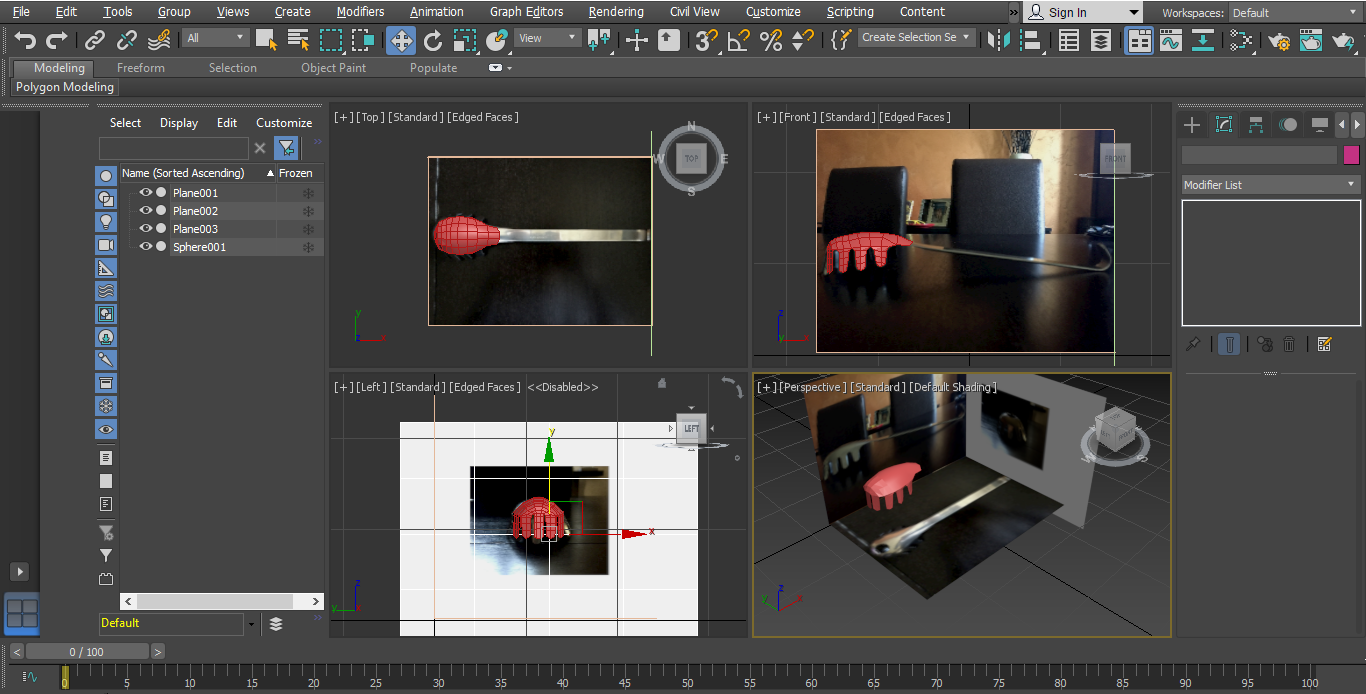 File Edit Tools Group Views Create Modifiers Animation Graph Editors Rendering Civil View Customize Scripting Content » Sign In Workspaces: Default
All View Create Selection Se
Modeling Freeform Selection Object Paint Populate
Polygon Modeling
Select Display Edit Customize
Name (Sorted Ascending) Frozen
Plane001
Plane002
Plane003
Sphere001
Default
[+] [Top ] [Standard ] [Edged Faces ]
N
W TOP E
S
y
z
[+] [Front ] [Standard ] [Edged Faces ]
FRONT
z
y
[+] [Left ] [Standard ] [Edged Faces ] <<Disabled>>
LEFT
y
x
z
y
[+] [Perspective ] [Standard ] [Default Shading ]
W
z
y x
Modifier List
< 0 / 100 >
0 5 10 15 20 25 30 35 40 45 50 55 60 65 70 75 80 85 90 95 100